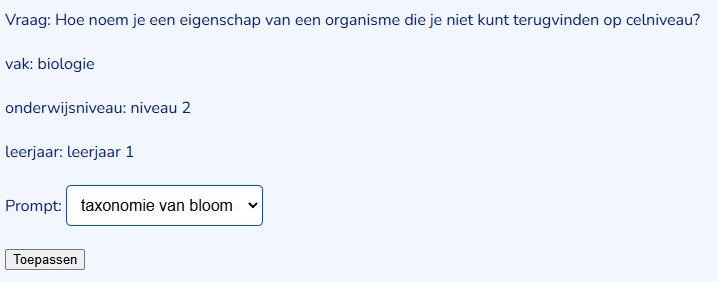 Vraag: Hoe noem je een eigenschap van een organisme die je niet kunt terugvinden op celniveau?
vak: biologie
onderwijsniveau: niveau 2
leerjaar: leerjaar 1
Prompt: taxonomie van bloom
Toepassen